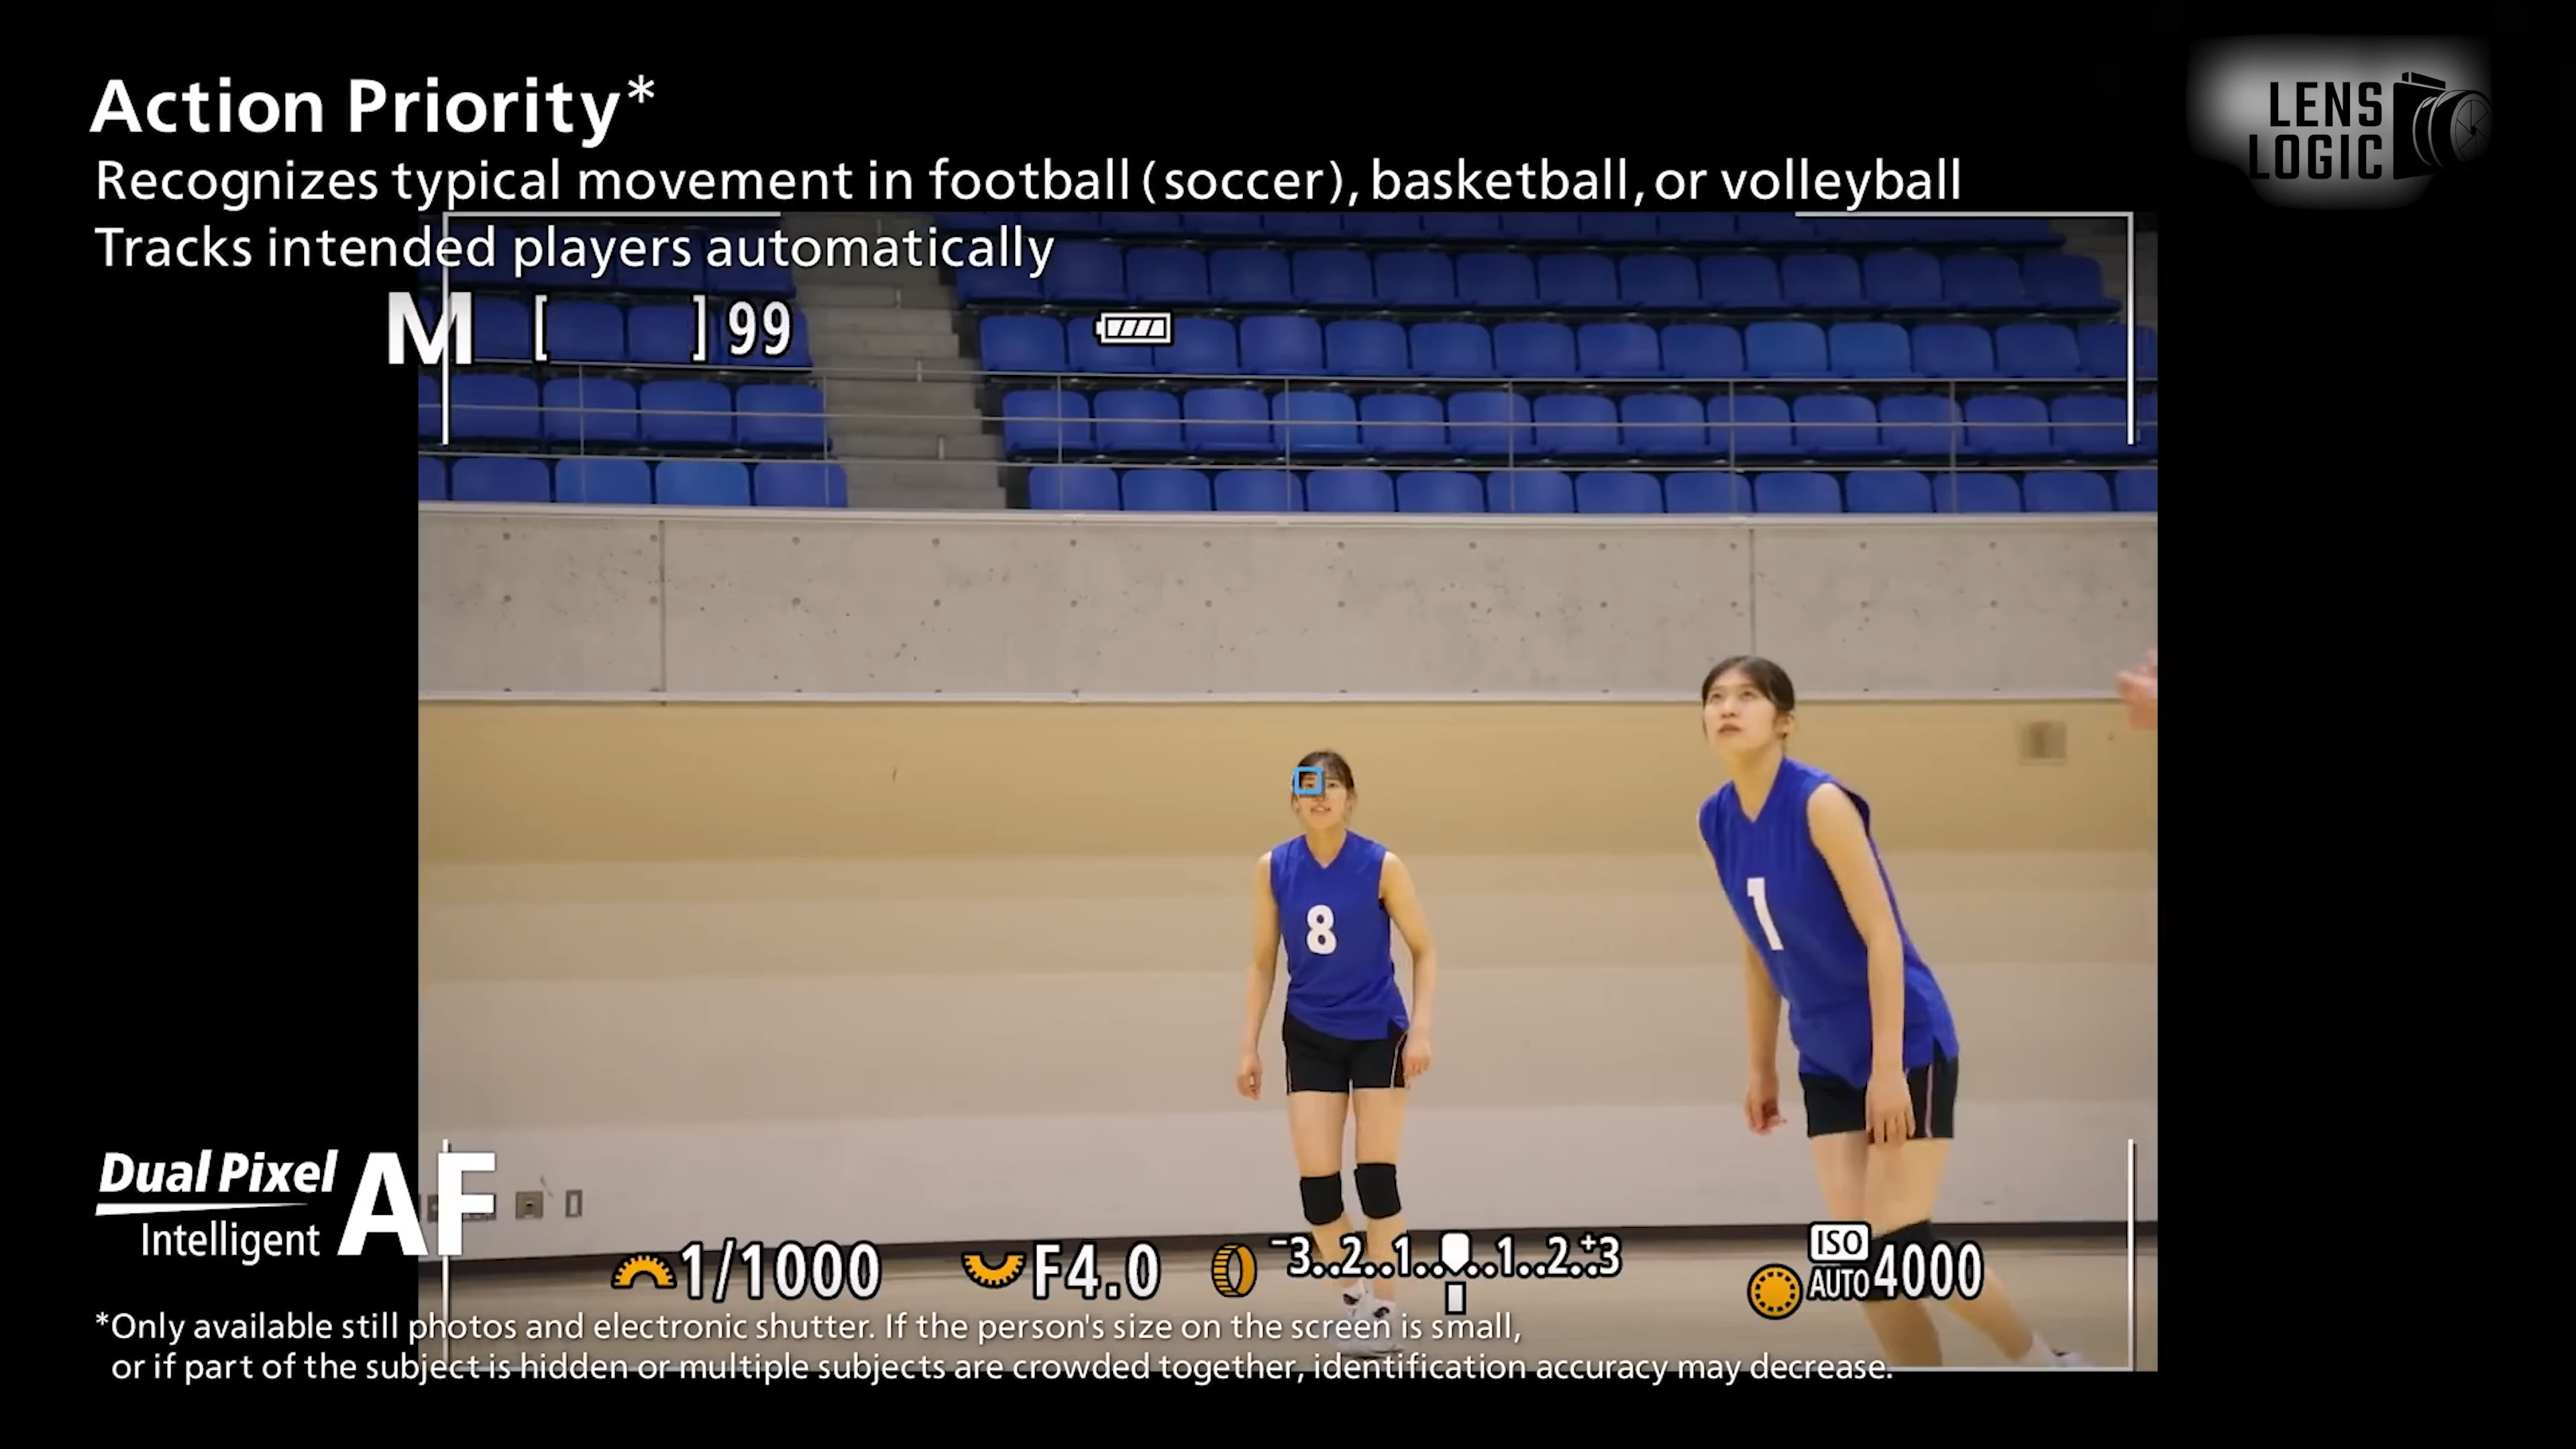 Action Priority*
LENS
LOGIC
Recognizes typical movement in football (soccer), basketball, or volleyball
Tracks intended players automatically
M [ ] 99
8
1
Dual Pixel
Intelligent
AF
1/1000 F4.0 -3..2..1.. ..1..2..+3 ISO AUTO 4000
*Only available still photos and electronic shutter. If the person's size on the screen is small,
or if part of the subject is hidden or multiple subjects are crowded together, identification accuracy may decrease.